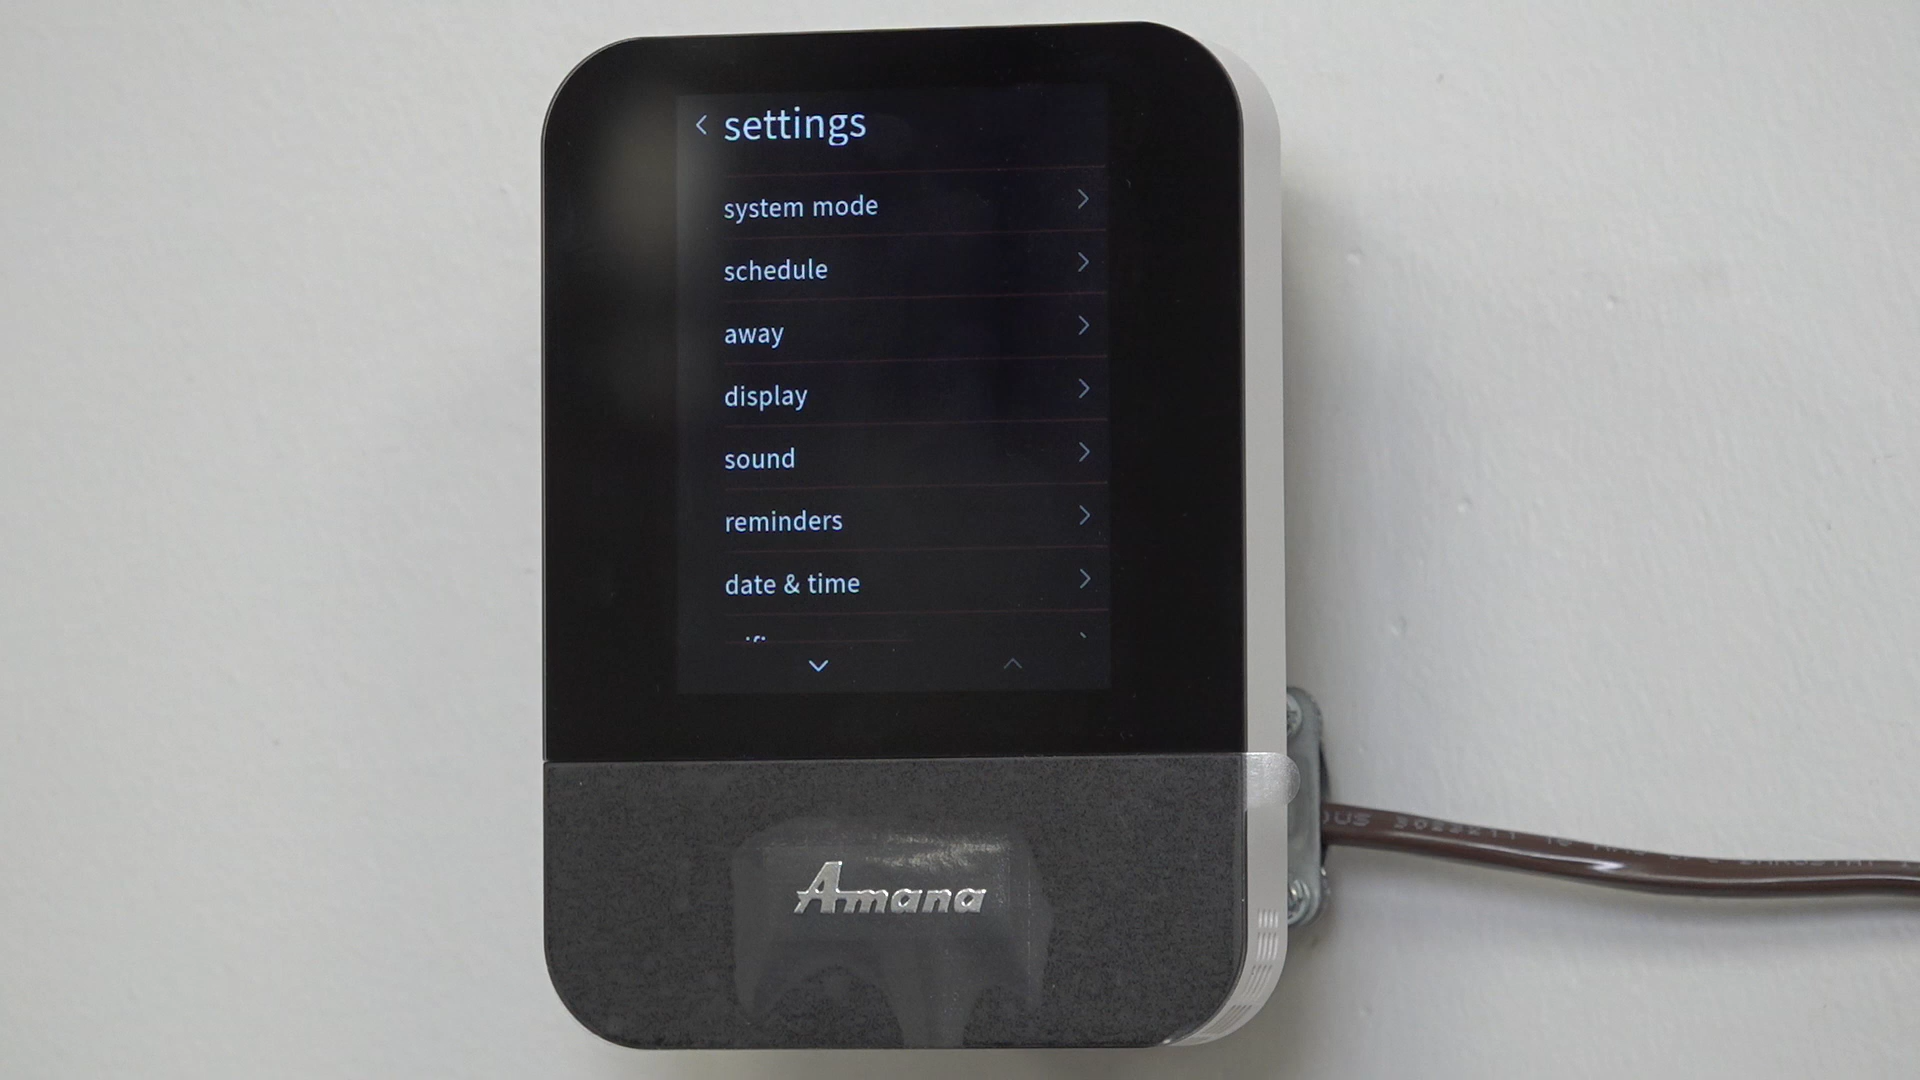 settings
system mode
schedule
away
display
sound
reminders
date & time
Amana